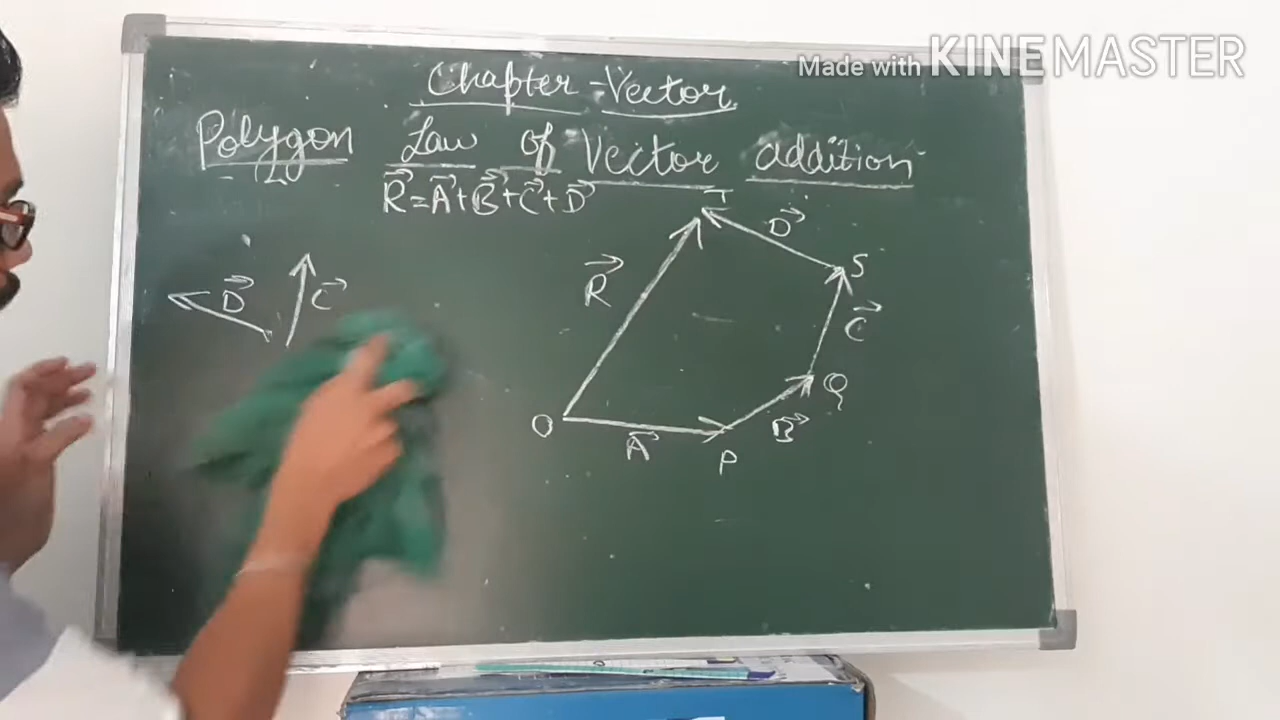 Made with KINEMASTER
Chapter - Vector
Polygon Law of Vector addition
R⃗ = A⃗ + B⃗ + C⃗ + D⃗
T
D⃗
S
R⃗
D⃗
C⃗
C⃗
Q
O
A⃗
B⃗
P